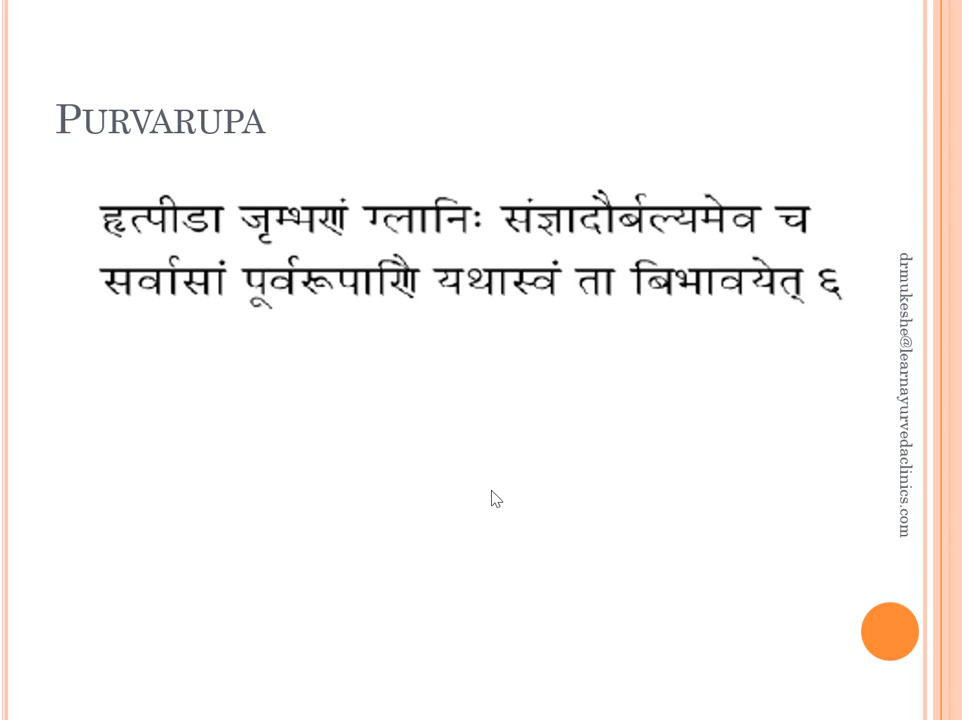 PURVARUPA
हृत्पीडा जृम्भणं ग्लानिः संज्ञादौर्बल्यमेव च
सर्वासां पूर्वरूपाणि यथास्वं ता बिभावयेत् ६
drmukeshe@learnayurvedaclinics.com